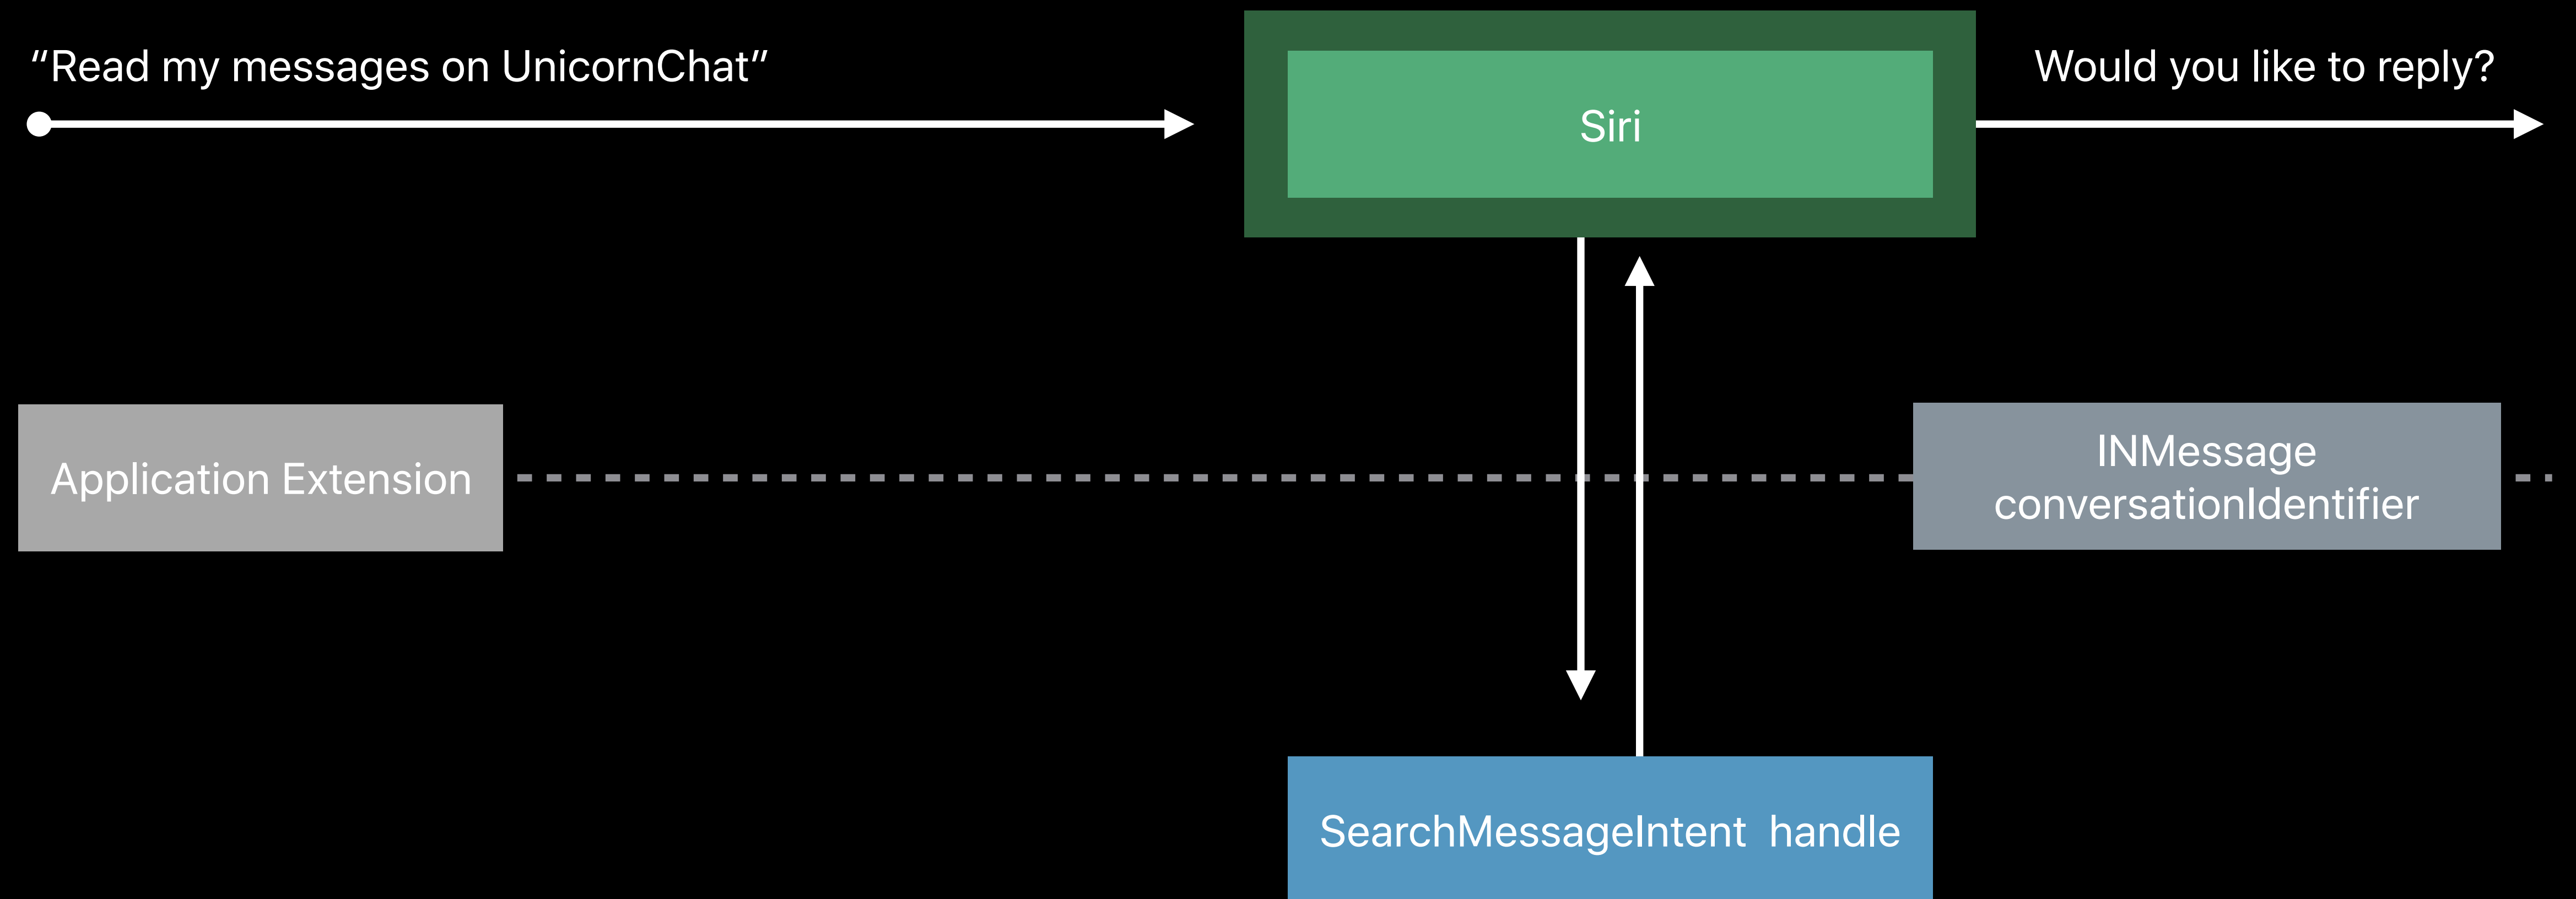 “Read my messages on UnicornChat”
Siri
Would you like to reply?
Application Extension
INMessage
conversationIdentifier
SearchMessageIntent  handle